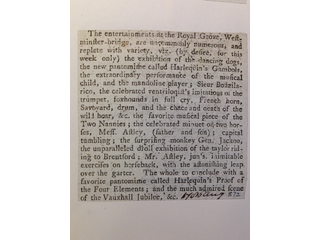 The entertainments at the Royal Grove, West-
minster-bridge, are uncommonly numerous, and
replete with variety, viz. (by desire, for this
week only) the exhibition of the dancing dogs,
the new pantomime called Harlequin's Gambols,
the extraordinary performance of the musical
child, and the mandoline player; Sieur
rico, the celebrated ventriloquil's imitations on the
trumpet, foxhounds in full cry, French horn,
Savoyard, drum, and the chace and death of the
wild boar, &c. the favorite musical piece of the
Two Nannies; the celebrated minuet of two hor-
ses, Mess. Astley, (father and son); capital
tumbling; the surprising monkey Gen. Jackoo,
the unparalleled droll exhibition of the taylor rid-
ing to Brentford; Mr. Astley, jun's. inimitable
exercises on horseback, with his astonishing leap
over the garter. The whole to conclude with a
favorite pantomime called Harlequin's Proof of
the Four Elements; and the much admired scene
of the Vauxhall Jubilee, &c.